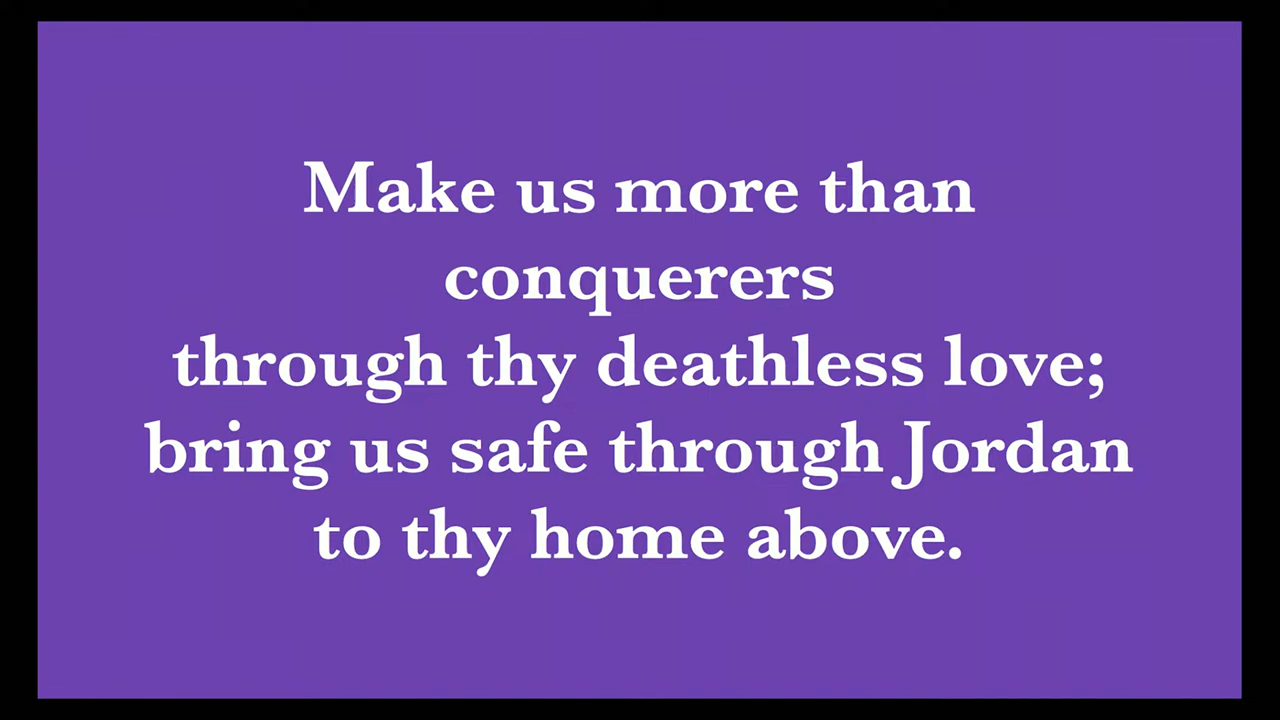 Make us more than
conquerers
through thy deathless love;
bring us safe through Jordan
to thy home above.